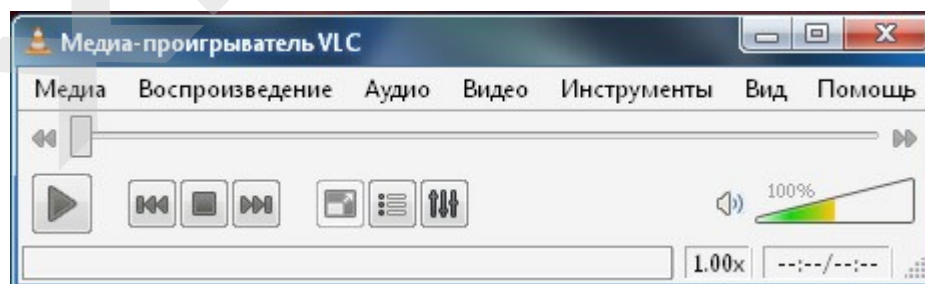 Медиа-проигрыватель VLC
Медиа Воспроизведение Аудио Видео Инструменты Вид Помощь
100%
1.00x --:--/--:--